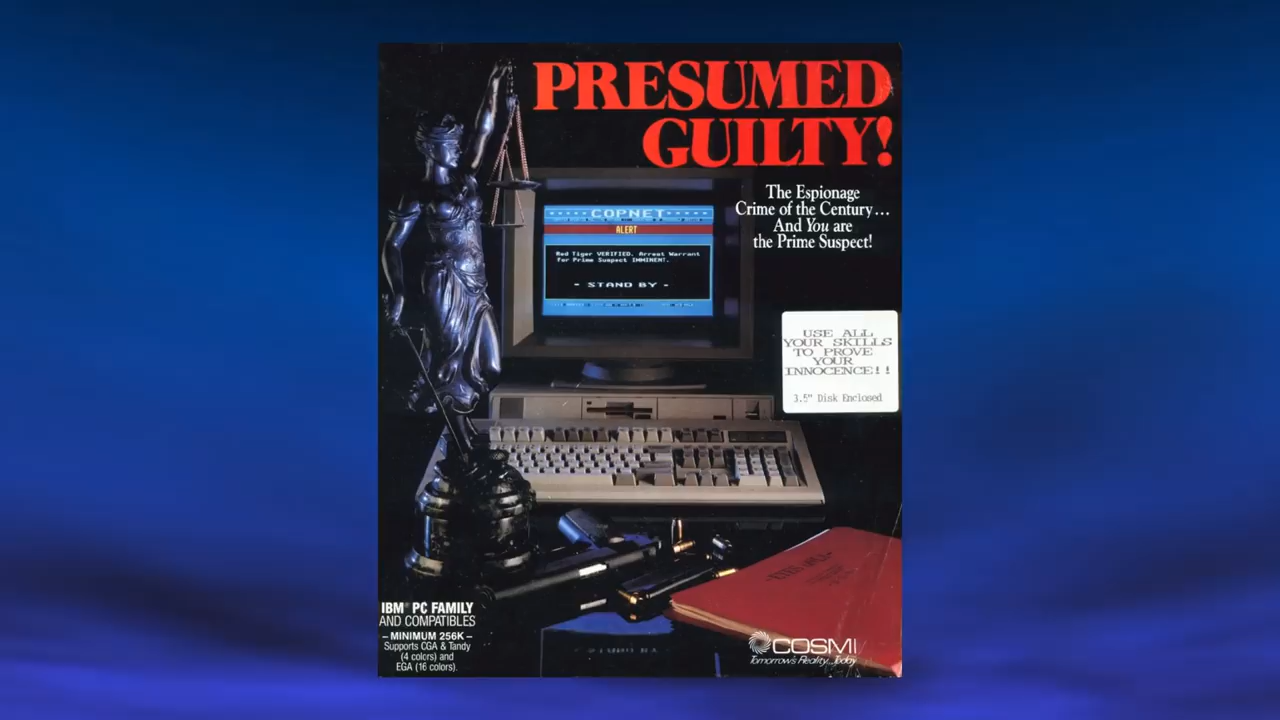 PRESUMED
GUILTY!
The Espionage
Crime of the Century...
And You are
the Prime Suspect!
COPNET
ALERT
Red Tiger VERIFIED. Arrest Warrant
for Prime Suspect IMMINENT.
- STAND BY -
USE ALL
YOUR SKILLS
TO PROVE
YOUR
INNOCENCE!!
3.5" Disk Enclosed
IBM® PC FAMILY
AND COMPATIBLES
– MINIMUM 256K –
Supports CGA & Tandy
(4 colors) and
EGA (16 colors).
COSMI
Tomorrow's Reality...Today